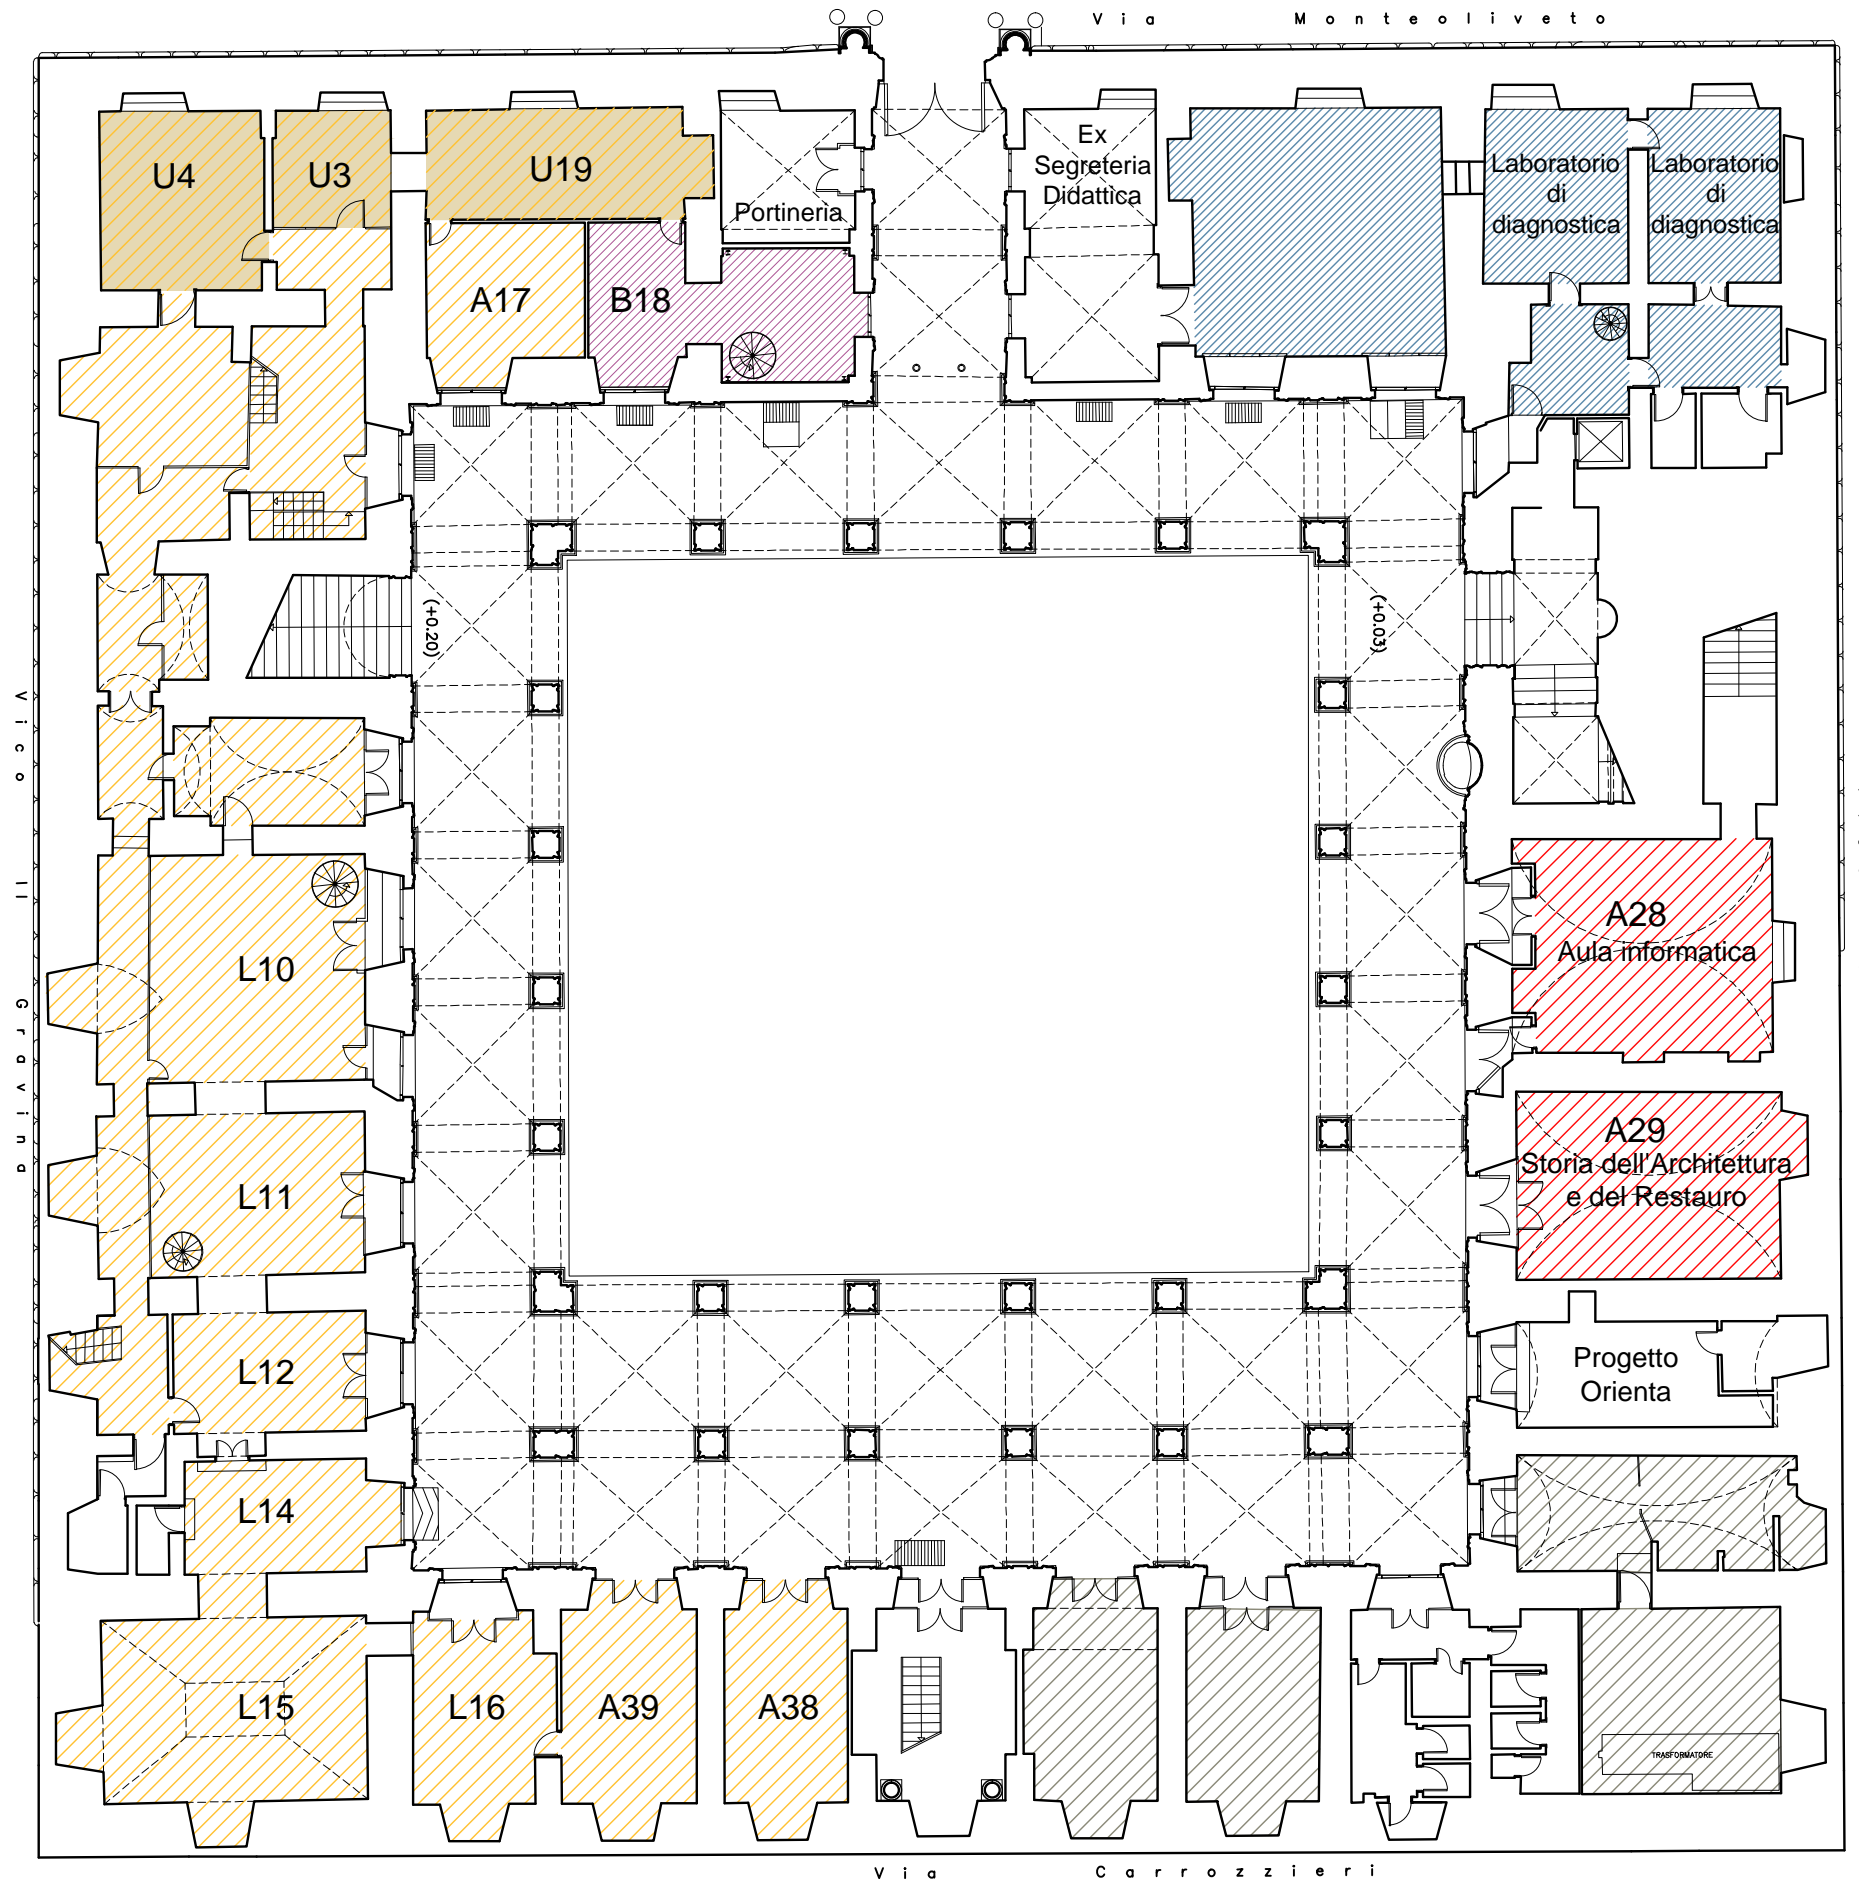 Via Monteoliveto
U4
U3
U19
Portineria
Ex
Segreteria
Didattica
Laboratorio
di
diagnostica
Laboratorio
di
diagnostica
A17
B18
(+0.20)
(+0.03)
Vico II Gravina
L10
A28
Aula informatica
L11
A29
Storia dell'Architettura
e del Restauro
L12
Progetto
Orienta
L14
L15
L16
A39
A38
TRASFORMATORE
Via Carrozzieri